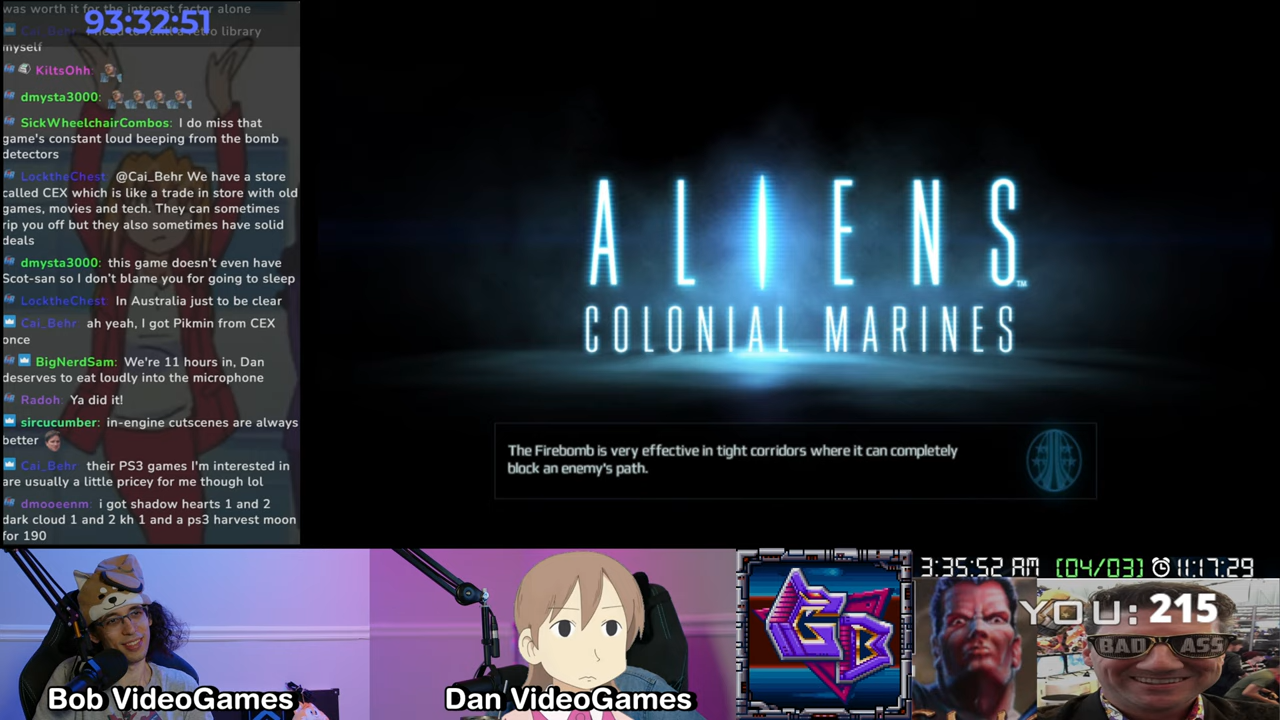 was worth it for the interest factor alone
93:32:51
Cai_Behr: I need to refill a retro library
myself
KiltsOhh:
dmysta3000:
SickWheelchairCombos: I do miss that
game's constant loud beeping from the bomb
detectors
LocktheChest: @Cai_Behr We have a store
called CEX which is like a trade in store with old
games, movies and tech. They can sometimes
rip you off but they also sometimes have solid
deals
dmysta3000: this game doesn't even have
Scot-san so I don't blame you for going to sleep
LocktheChest: In Australia just to be clear
Cai_Behr: ah yeah, I got Pikmin from CEX
once
BigNerdSam: We're 11 hours in, Dan
deserves to eat loudly into the microphone
Radoh: Ya did it!
sircucumber: in-engine cutscenes are always
better
Cai_Behr: their PS3 games I'm interested in
are usually a little pricey for me though lol
dmooeenm: i got shadow hearts 1 and 2
dark cloud 1 and 2 kh 1 and a ps3 harvest moon
for 190
ALIENS™
COLONIAL MARINES
The Firebomb is very effective in tight corridors where it can completely
block an enemy's path.
Bob VideoGames
Dan VideoGames
GB
3:35:52 AM [04/03] 11:17:29
YOU: 215
BAD ASS